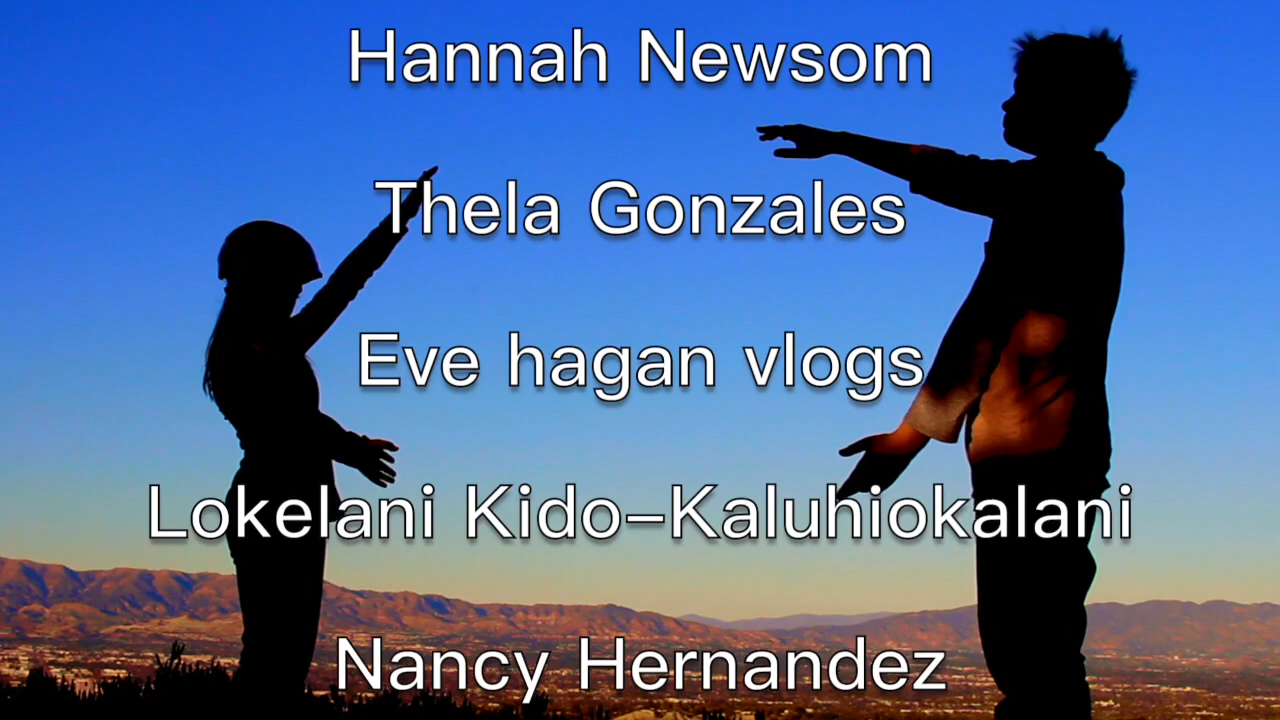 Hannah Newsom
Thela Gonzales
Eve hagan vlogs
Lokelani Kido-Kaluhiokalani
Nancy Hernandez